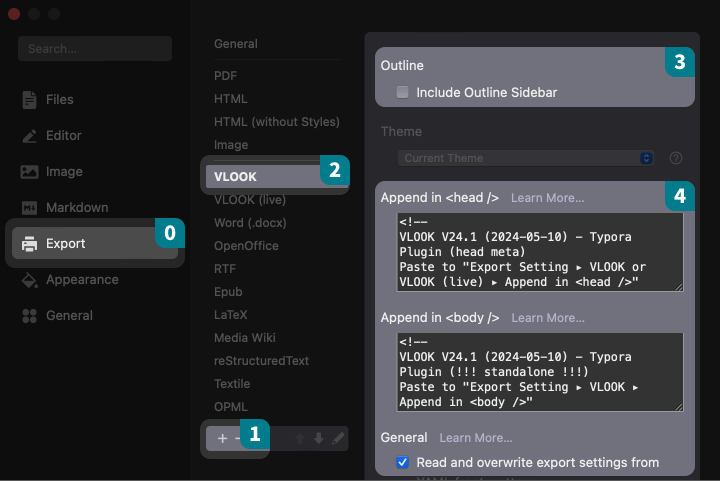 Search...
Files
Editor
Image
Markdown
Export
0
Appearance
General
General
PDF
HTML
HTML (without Styles)
Image
VLOOK
2
VLOOK (live)
Word (.docx)
OpenOffice
RTF
Epub
LaTeX
Media Wiki
reStructuredText
Textile
OPML
+ −
1
Outline
3
Include Outline Sidebar
Theme
Current Theme
?
Append in <head />
Learn More...
4
<!--
VLOOK V24.1 (2024-05-10) - Typora
Plugin (head meta)
Paste to "Export Setting ▸ VLOOK or
VLOOK (live) ▸ Append in <head />"
Append in <body />
Learn More...
<!--
VLOOK V24.1 (2024-05-10) - Typora
Plugin (!!! standalone !!!)
Paste to "Export Setting ▸ VLOOK ▸
Append in <body />"
General
Learn More...
Read and overwrite export settings from